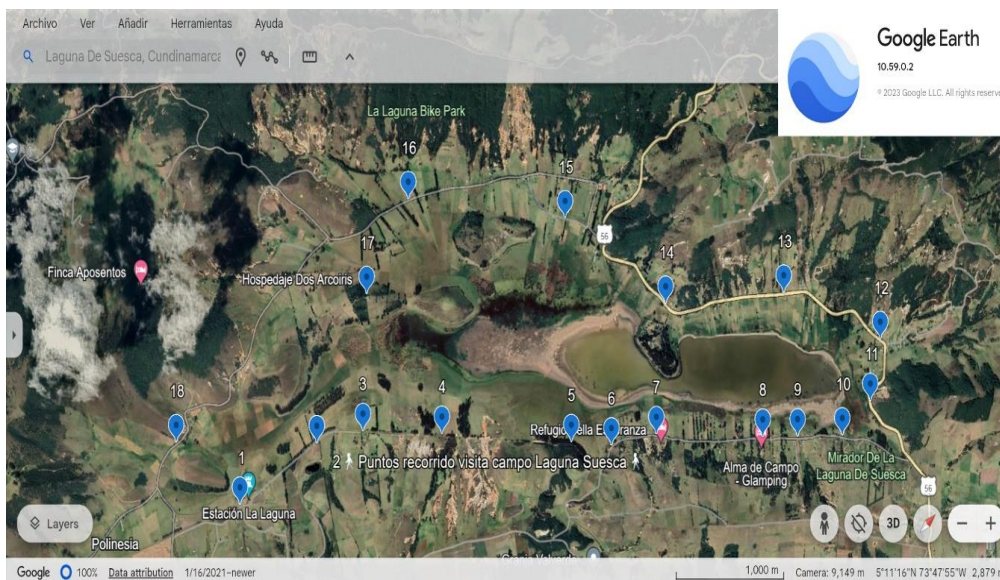 Archivo Ver Añadir Herramientas Ayuda
Laguna De Suesca, Cundinamarca
Google Earth
10.59.0.2
© 2023 Google LLC. All rights reserve
La Laguna Bike Park
16
15
56
17
14
13
Finca Aposentos
Hospedaje Dos Arcoiris
12
11
18
3
4
5
6
7
8
9
10
2 Puntos recorrido visita campo Laguna Suesca
Alma de Campo
- Glamping
Mirador De La
Laguna De Suesca
1
Estación La Laguna
56
Layers
3D
Polinesia
Google 100% Data attribution 1/16/2021-newer
1,000 m Camera: 9,149 m 5°11'16"N 73°47'55"W 2,879 m